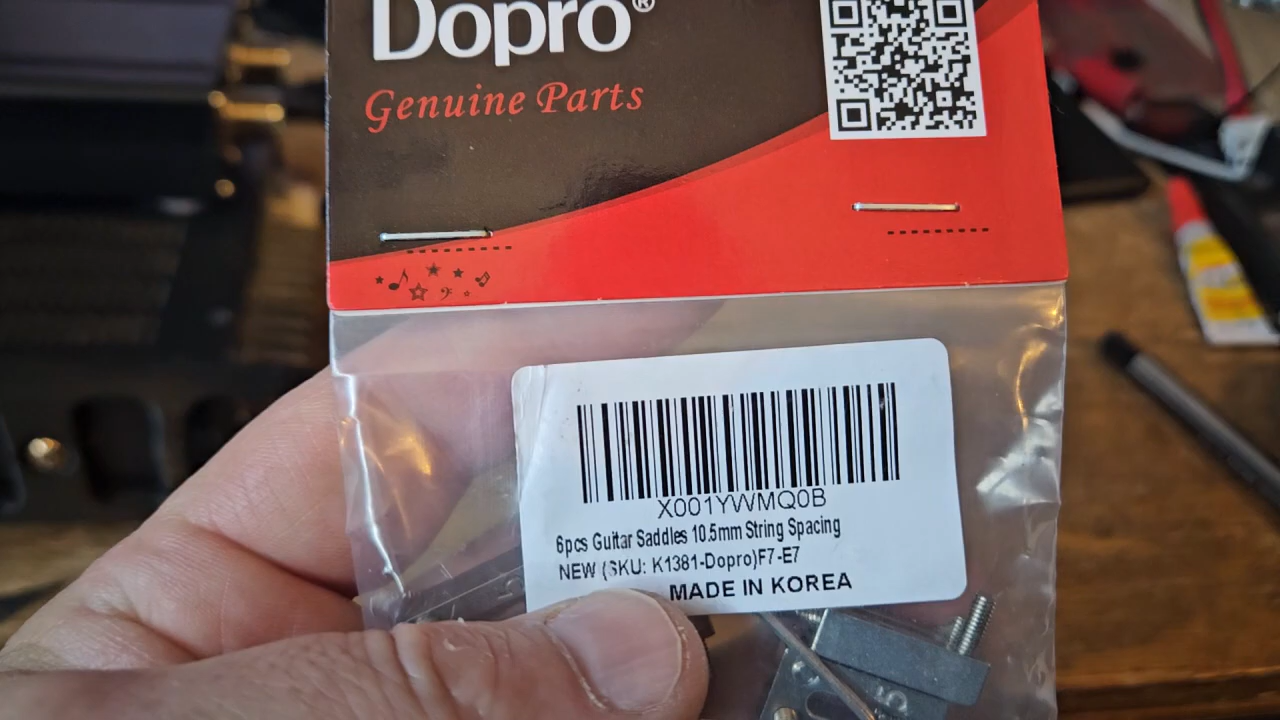 Dopro®
Genuine Parts
X001YWMQ0B
6pcs Guitar Saddles 10.5mm String Spacing
NEW (SKU: K1381-Dopro)F7-E7
MADE IN KOREA